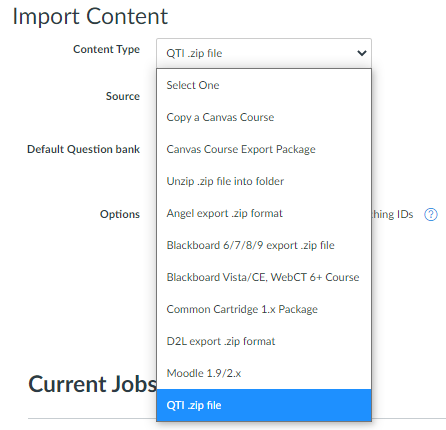 Import Content
Content Type QTI .zip file
Select One
Source
Copy a Canvas Course
Default Question bank Canvas Course Export Package
Unzip .zip file into folder
Options Angel export .zip format hing IDs ?
Blackboard 6/7/8/9 export .zip file
Blackboard Vista/CE, WebCT 6+ Course
Common Cartridge 1.x Package
D2L export .zip format
Moodle 1.9/2.x
Current Jobs
QTI .zip file